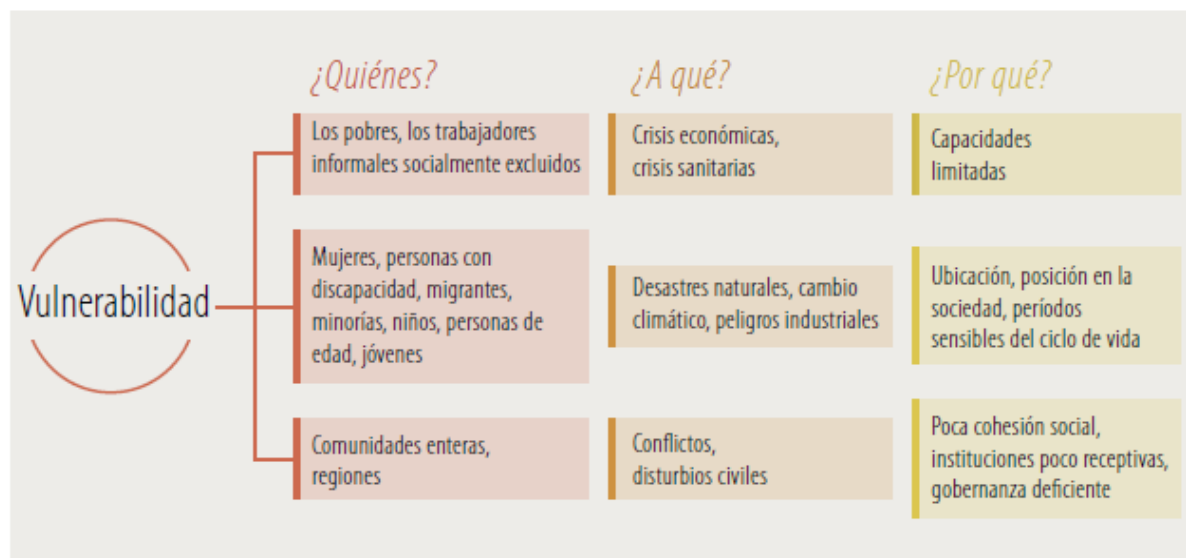 ¿Quiénes?
¿A qué?
¿Por qué?
Vulnerabilidad
Los pobres, los trabajadores
informales socialmente excluidos
Crisis económicas,
crisis sanitarias
Capacidades
limitadas
Mujeres, personas con
discapacidad, migrantes,
minorías, niños, personas de
edad, jóvenes
Desastres naturales, cambio
climático, peligros industriales
Ubicación, posición en la
sociedad, períodos
sensibles del ciclo de vida
Comunidades enteras,
regiones
Conflictos,
disturbios civiles
Poca cohesión social,
instituciones poco receptivas,
gobernanza deficiente